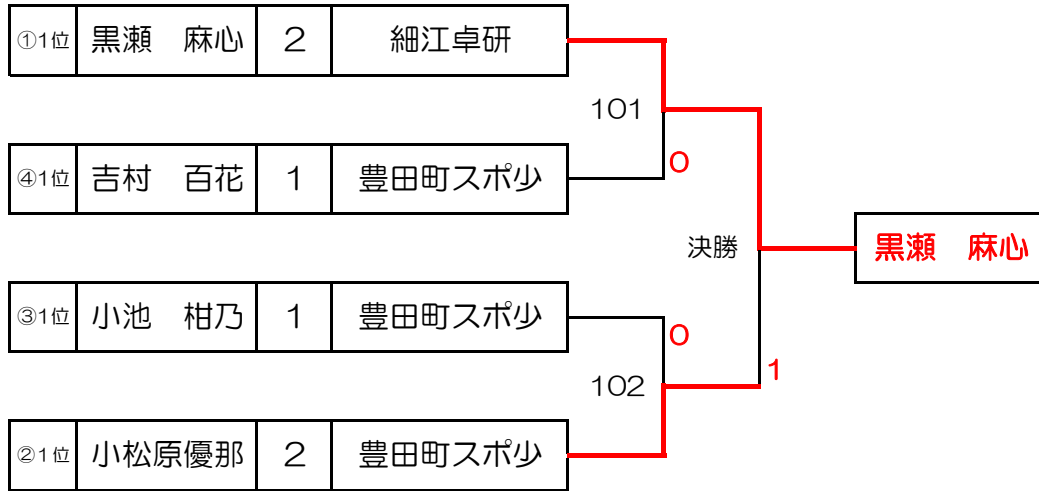 ①1位 黒瀬　麻心 2 細江卓研
101
0
④1位 吉村　百花 1 豊田町スポ少
決勝
黒瀬　麻心
③1位 小池　柑乃 1 豊田町スポ少
0
1
102
②1位 小松原優那 2 豊田町スポ少